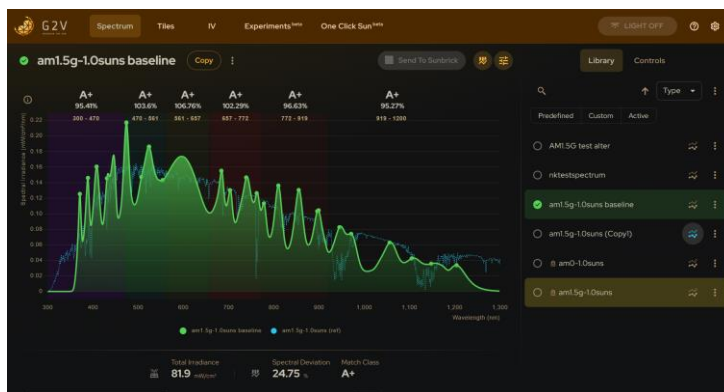 G2V
Spectrum
Tiles
IV
Experiments beta
One Click Sun beta
LIGHT OFF
am1.5g-1.0suns baseline
Copy
Send To Sunbrick
Library
Controls
A+
A+
A+
A+
A+
A+
95.41%
103.6%
106.76%
102.29%
96.63%
95.27%
300 - 470
470 - 561
561 - 657
657 - 772
772 - 919
919 - 1200
Type
Predefined
Custom
Active
AM1.5G test alter
nktestspectrum
am1.5g-1.0suns baseline
am1.5g-1.0suns (Copy1)
am0-1.0suns
am1.5g-1.0suns
Spectral Irradiance (mW/cm²/nm)
0.22
0.20
0.18
0.16
0.14
0.12
0.10
0.08
0.06
0.04
0.02
0
300
400
500
600
700
800
900
1,000
1,100
1,200
1,300
Wavelength (nm)
am1.5g-1.0suns baseline
am1.5g-1.0suns (ref)
Total Irradiance
81.9 mW/cm²
Spectral Deviation
24.75 %
Match Class
A+